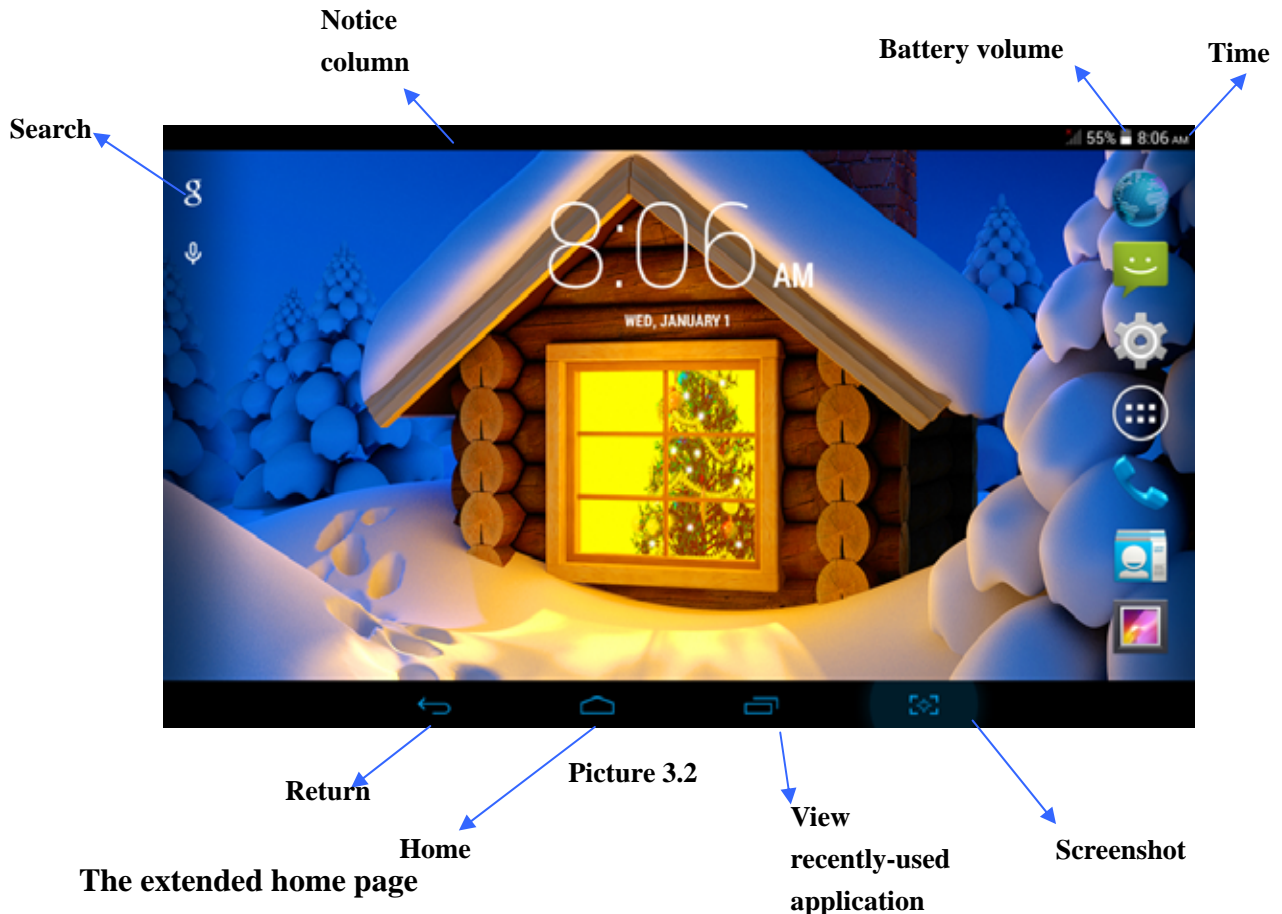 Notice
column
Battery volume
Time
Search
55% 8:06 AM
g
8:06 AM
WED, JANUARY 1
Return
Picture 3.2
Home
View
recently-used
application
Screenshot
The extended home page